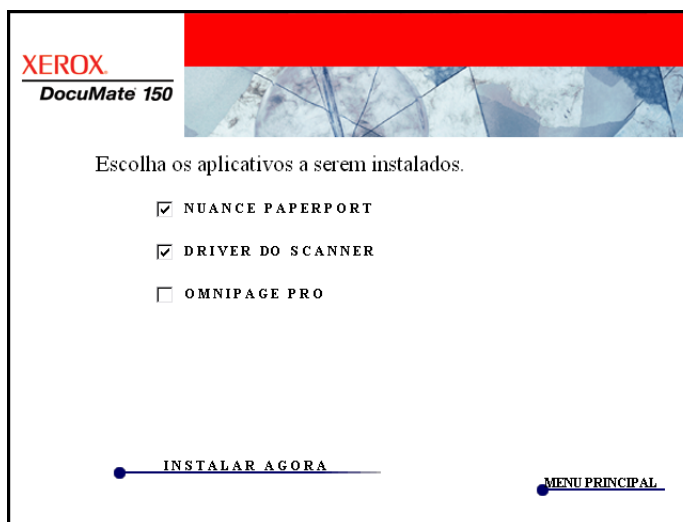 XEROX.
DocuMate 150
Escolha os aplicativos a serem instalados.
NUANCE PAPERPORT
DRIVER DO SCANNER
OMNIPAGE PRO
INSTALAR AGORA
MENU PRINCIPAL